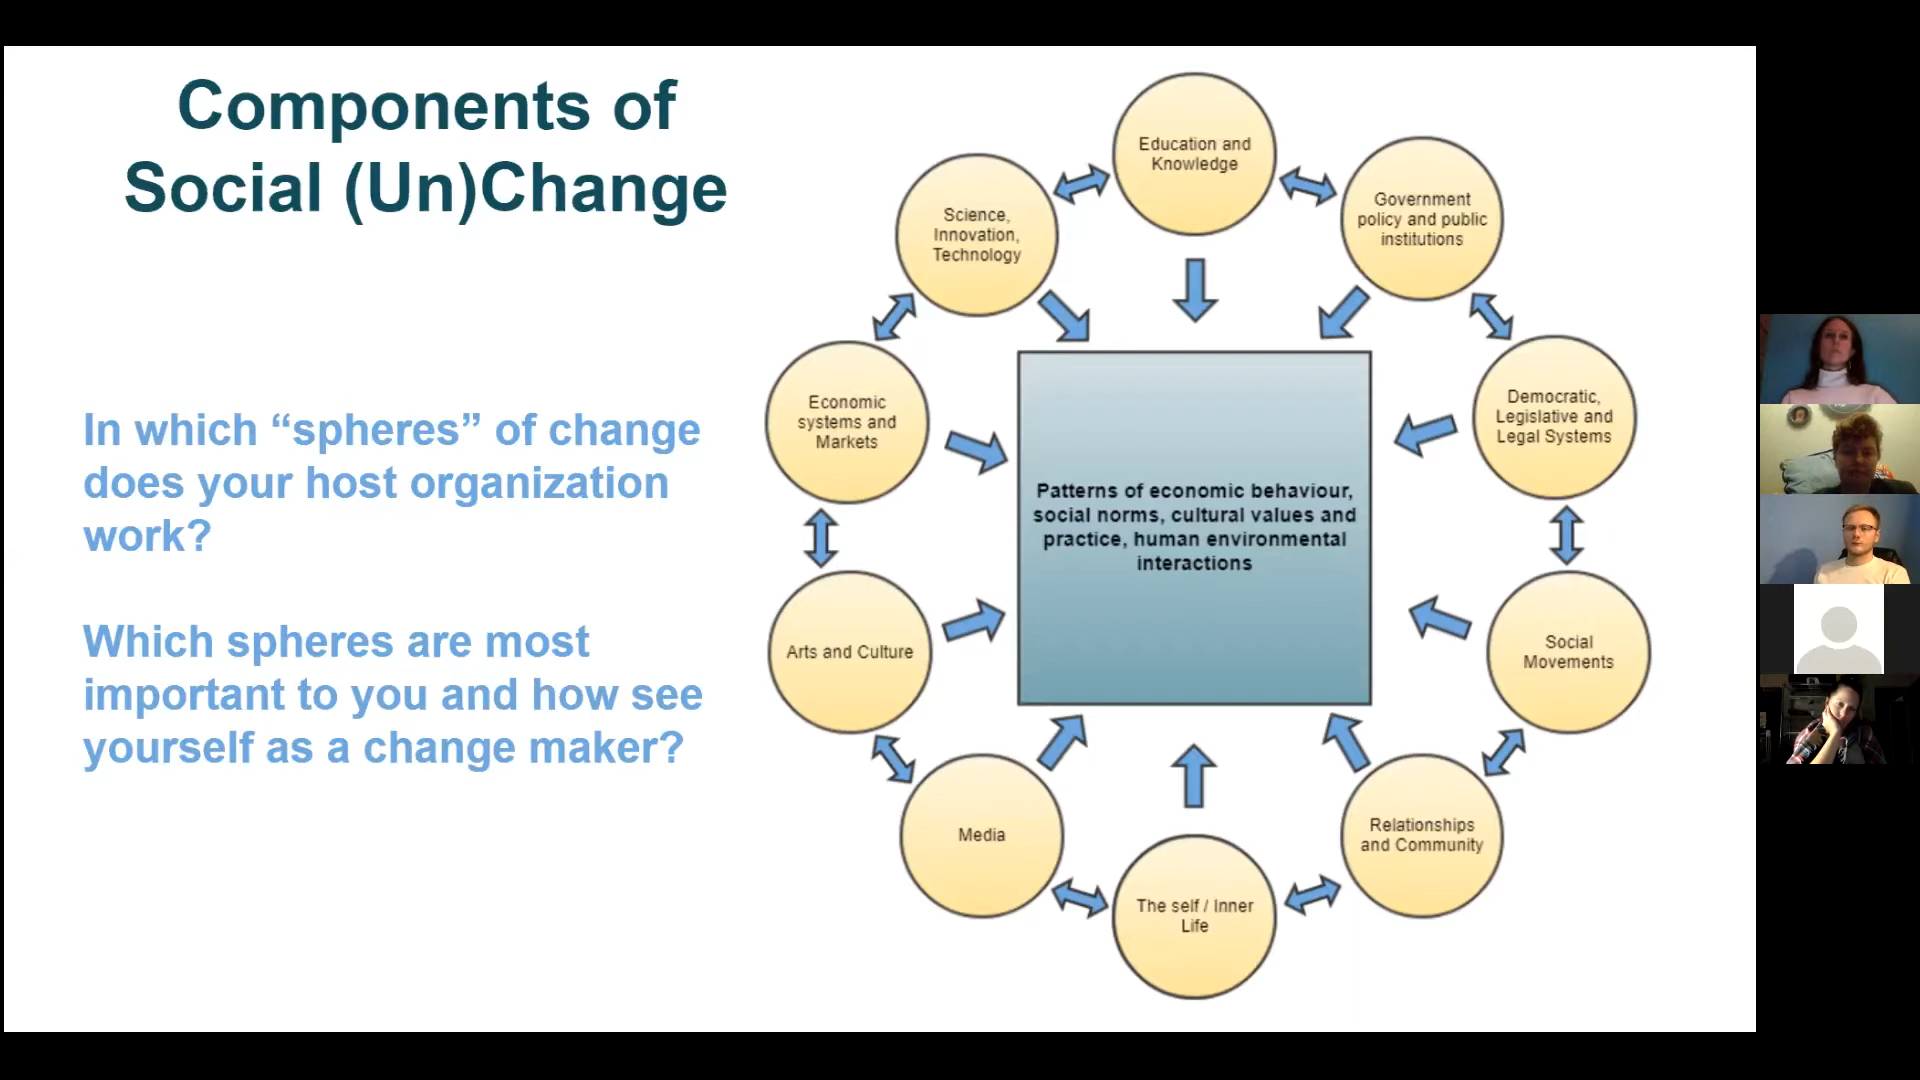 Components of
Social (Un)Change
In which “spheres” of change
does your host organization
work?
Which spheres are most
important to you and how see
yourself as a change maker?
Education and
Knowledge
Government
policy and public
institutions
Democratic,
Legislative and
Legal Systems
Social
Movements
Relationships
and Community
The self / Inner
Life
Media
Arts and Culture
Economic
systems and
Markets
Science,
Innovation,
Technology
Patterns of economic behaviour,
social norms, cultural values and
practice, human environmental
interactions